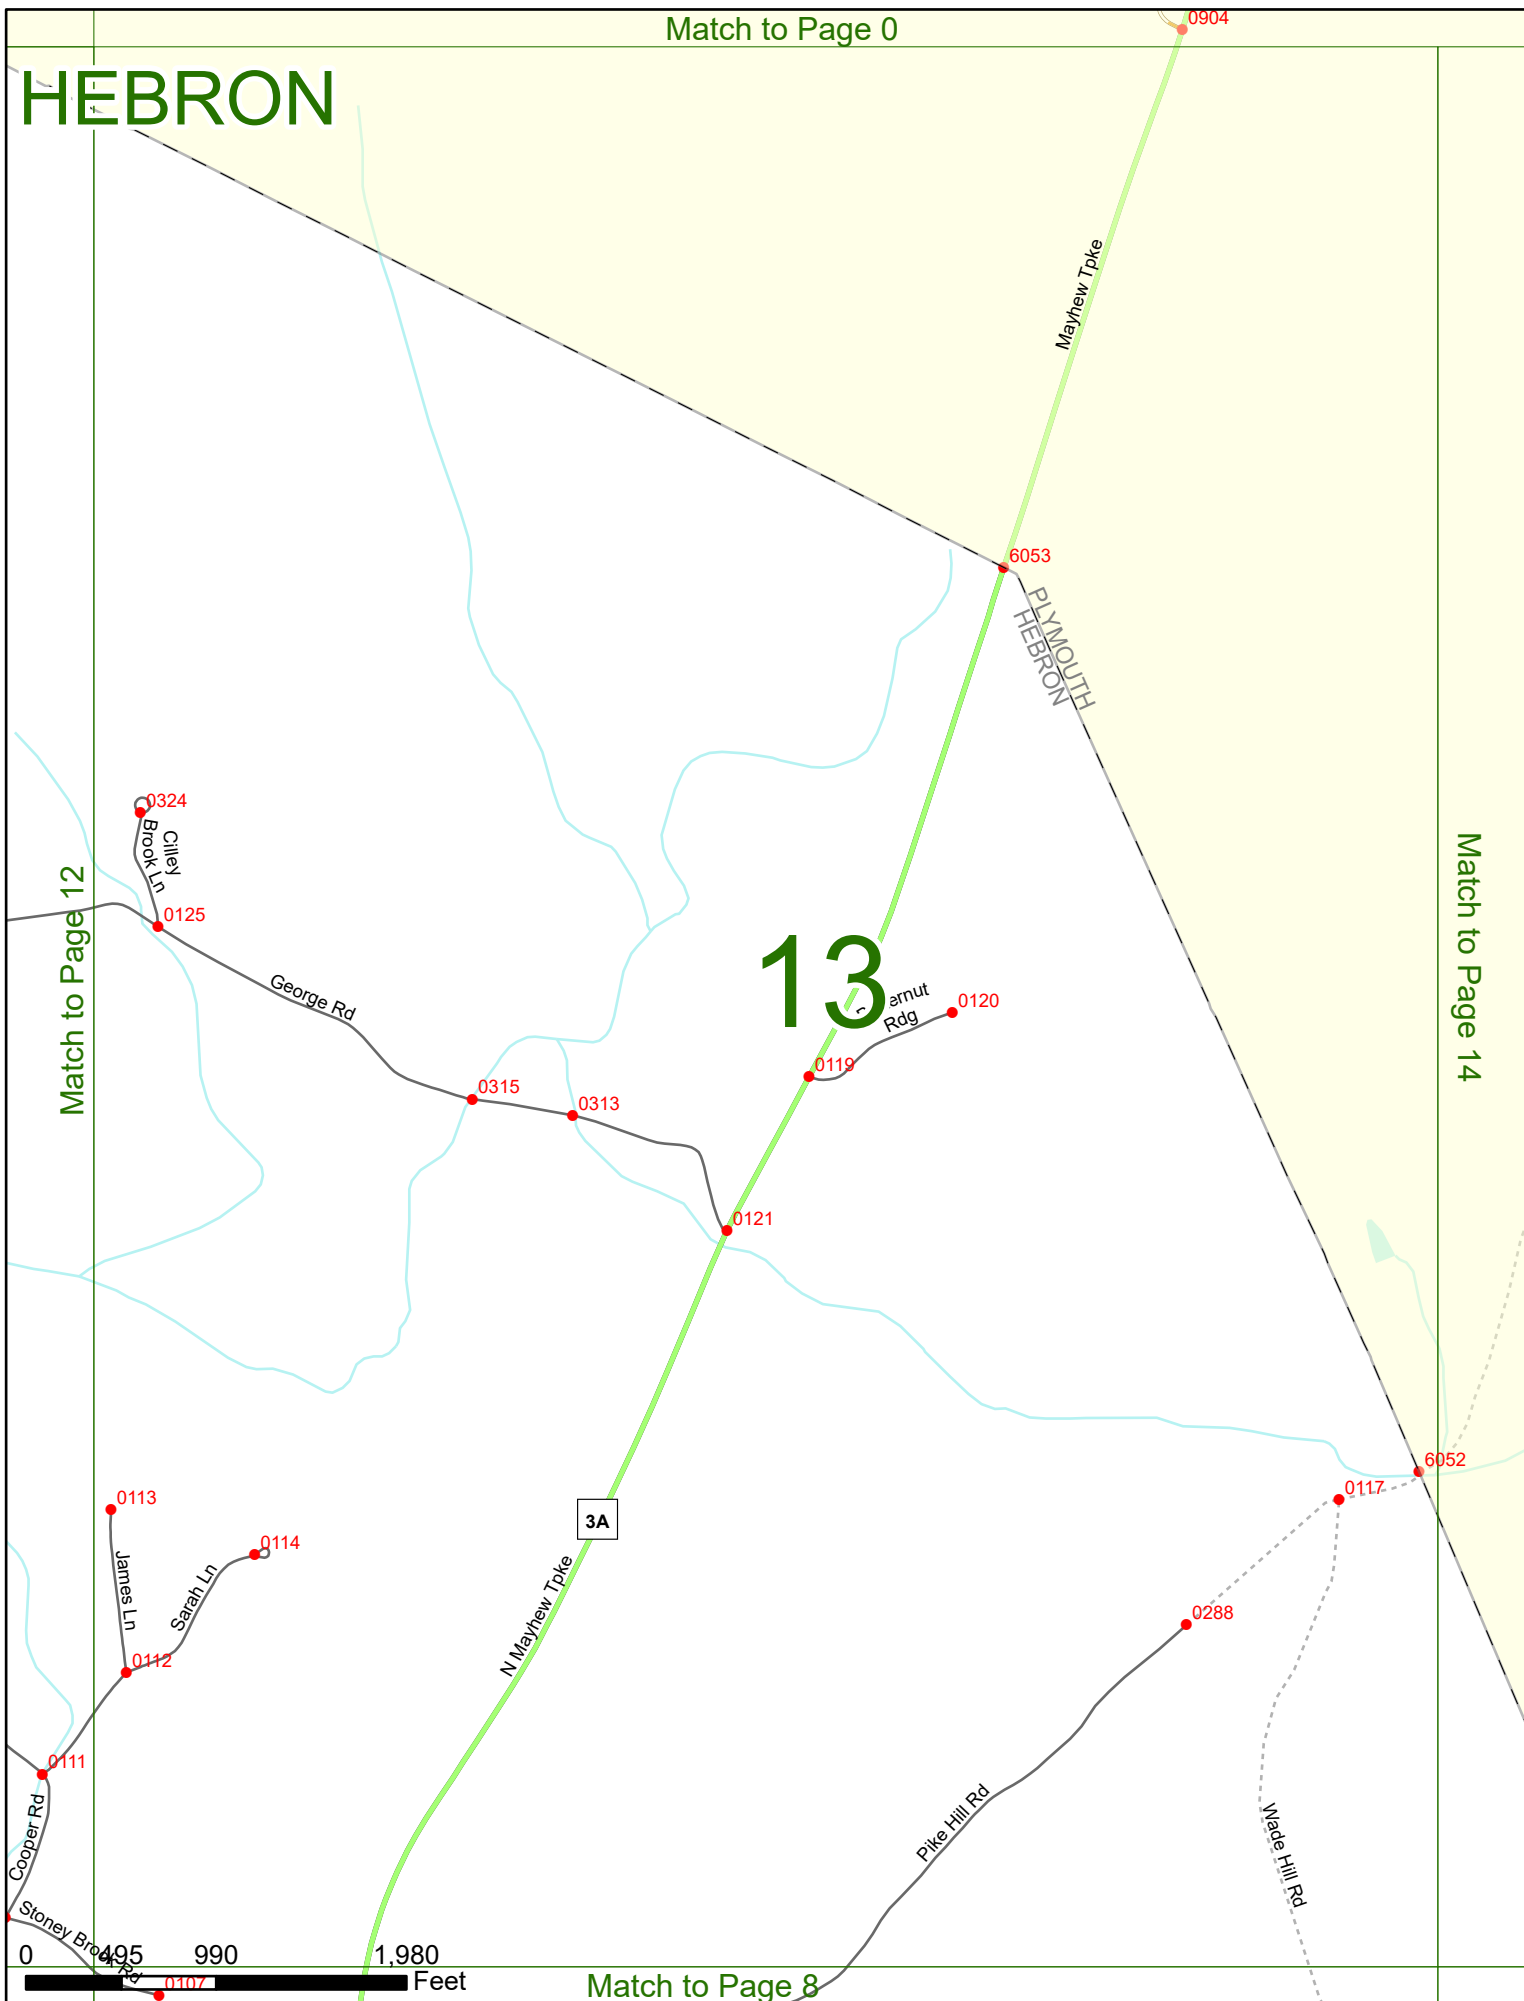 Match to Page 0
0904
HEBRON
Mayhew Tpke
6053
PLYMOUTH
HEBRON
0324
Cilley
Brook Ln
Match to Page 12
0125
George Rd
13
Rdg
0120
0119
0315
0313
0121
Match to Page 14
6052
0117
0113
0114
James Ln
Sarah Ln
3A
N Mayhew Tpke
0288
0112
0111
Cooper Rd
Pike Hill Rd
Wade Hill Rd
Stoney Brook Rd
0 495 990 1,980
Feet
0107
Match to Page 8